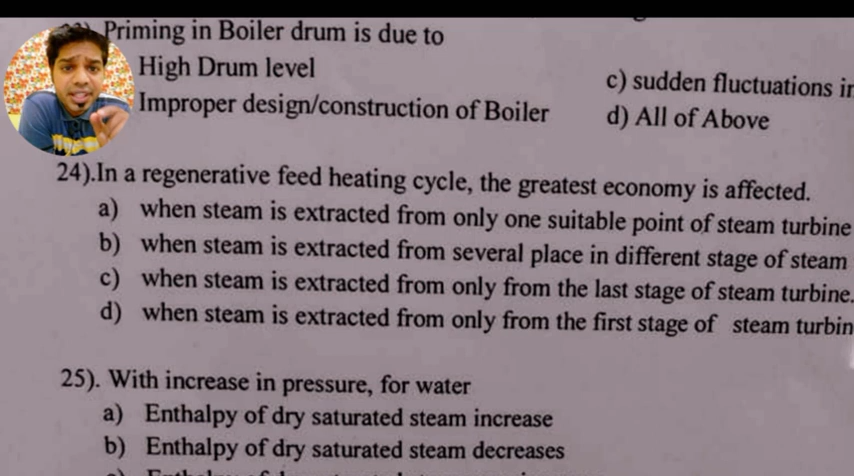 Priming in Boiler drum is due to
High Drum level
c) sudden fluctuations in
Improper design/construction of Boiler
d) All of Above
24).In a regenerative feed heating cycle, the greatest economy is affected.
a) when steam is extracted from only one suitable point of steam turbine
b) when steam is extracted from several place in different stage of steam
c) when steam is extracted from only from the last stage of steam turbine.
d) when steam is extracted from only from the first stage of steam turbin
25). With increase in pressure, for water
a) Enthalpy of dry saturated steam increase
b) Enthalpy of dry saturated steam decreases